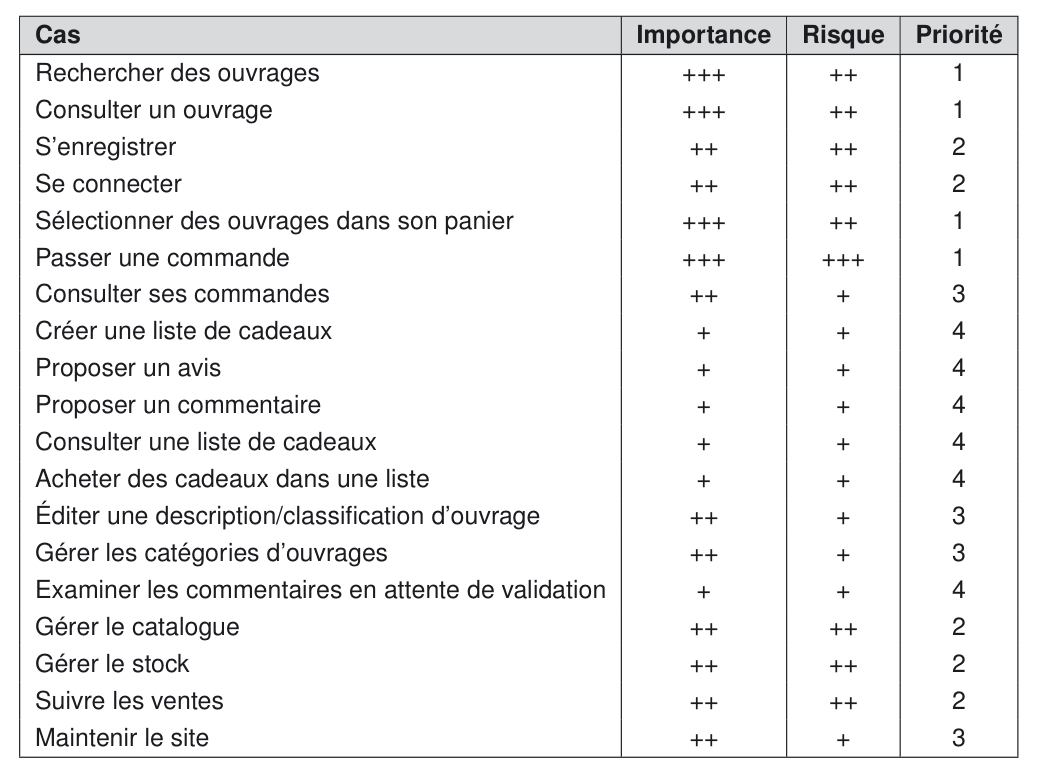 Cas Importance Risque Priorité
Rechercher des ouvrages +++ ++ 1
Consulter un ouvrage +++ ++ 1
S'enregistrer ++ ++ 2
Se connecter ++ ++ 2
Sélectionner des ouvrages dans son panier +++ ++ 1
Passer une commande +++ +++ 1
Consulter ses commandes ++ + 3
Créer une liste de cadeaux + + 4
Proposer un avis + + 4
Proposer un commentaire + + 4
Consulter une liste de cadeaux + + 4
Acheter des cadeaux dans une liste + + 4
Éditer une description/classification d'ouvrage ++ + 3
Gérer les catégories d'ouvrages ++ + 3
Examiner les commentaires en attente de validation + + 4
Gérer le catalogue ++ ++ 2
Gérer le stock ++ ++ 2
Suivre les ventes ++ ++ 2
Maintenir le site ++ + 3